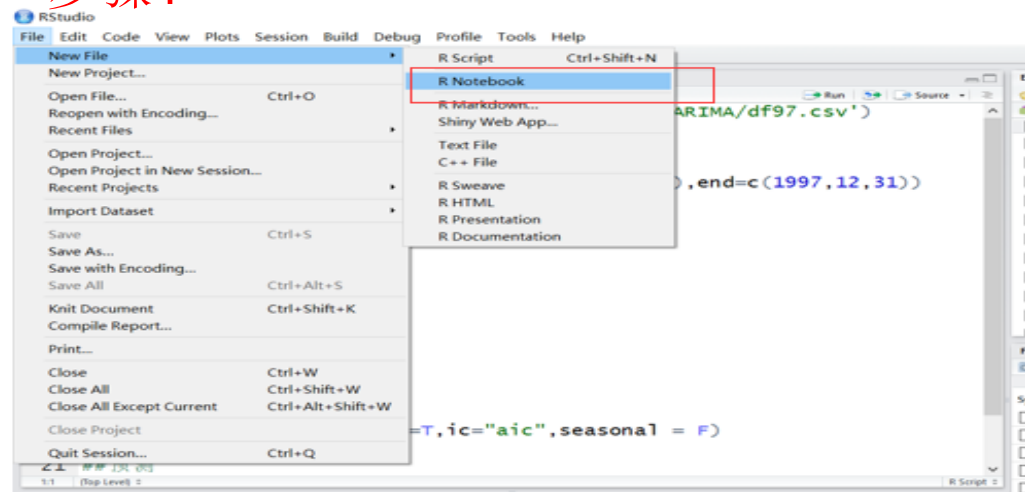 RStudio
File Edit Code View Plots Session Build Debug Profile Tools Help
New File
R Script Ctrl+Shift+N
New Project...
R Notebook
Open File... Ctrl+O
Run Source
R Markdown...
ARIMA/df97.csv')
Reopen with Encoding...
Shiny Web App...
Recent Files
Text File
Open Project...
C++ File
Open Project in New Session...
R Sweave
),end=c(1997,12,31))
Recent Projects
R HTML
Import Dataset
R Presentation
Save Ctrl+S
R Documentation
Save As...
Save with Encoding...
Save All Ctrl+Alt+S
Knit Document Ctrl+Shift+K
Compile Report...
Print...
Close Ctrl+W
Close All Ctrl+Shift+W
Close All Except Current Ctrl+Alt+Shift+W
Close Project
=T,ic="aic",seasonal = F)
Quit Session... Ctrl+Q
21 ##
1:1 (Top Level) R Script